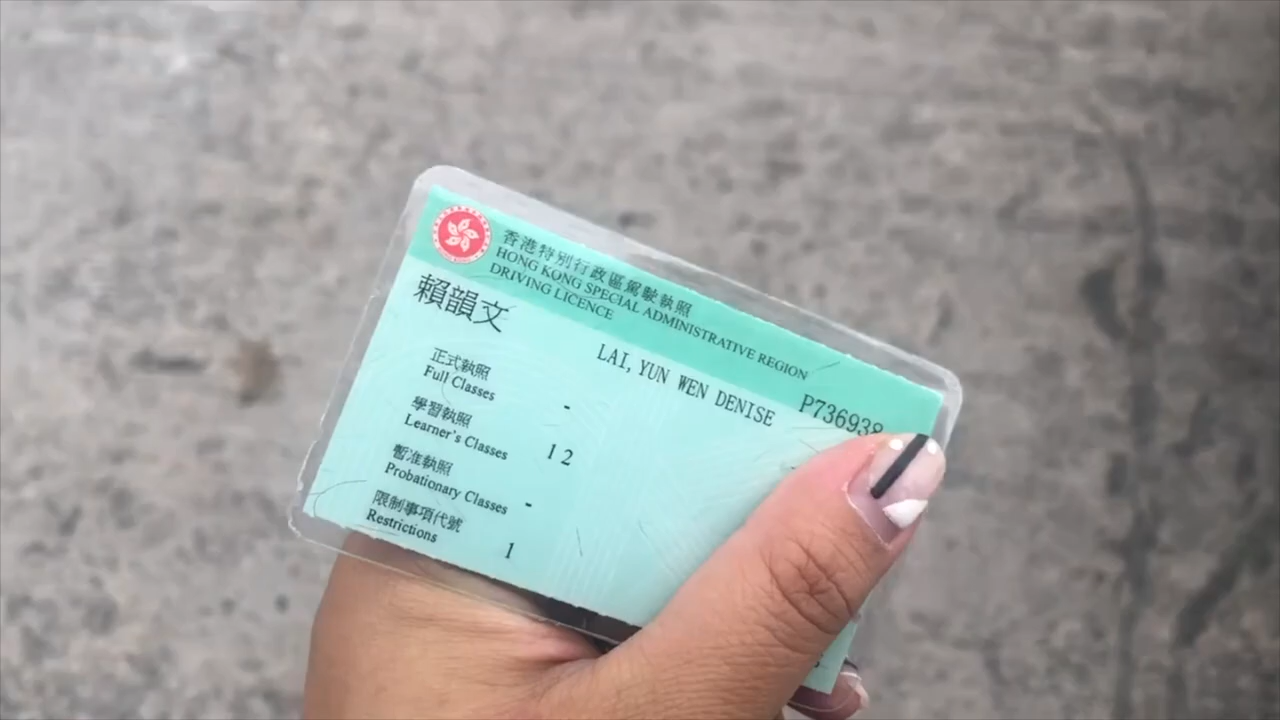 香港特別行政區駕駛執照
HONG KONG SPECIAL ADMINISTRATIVE REGION
DRIVING LICENCE
賴韻文
LAI, YUN WEN DENISE
P736938
正式執照
Full Classes -
學習執照
Learner's Classes 1 2
暫准執照
Probationary Classes -
限制事項代號
Restrictions 1